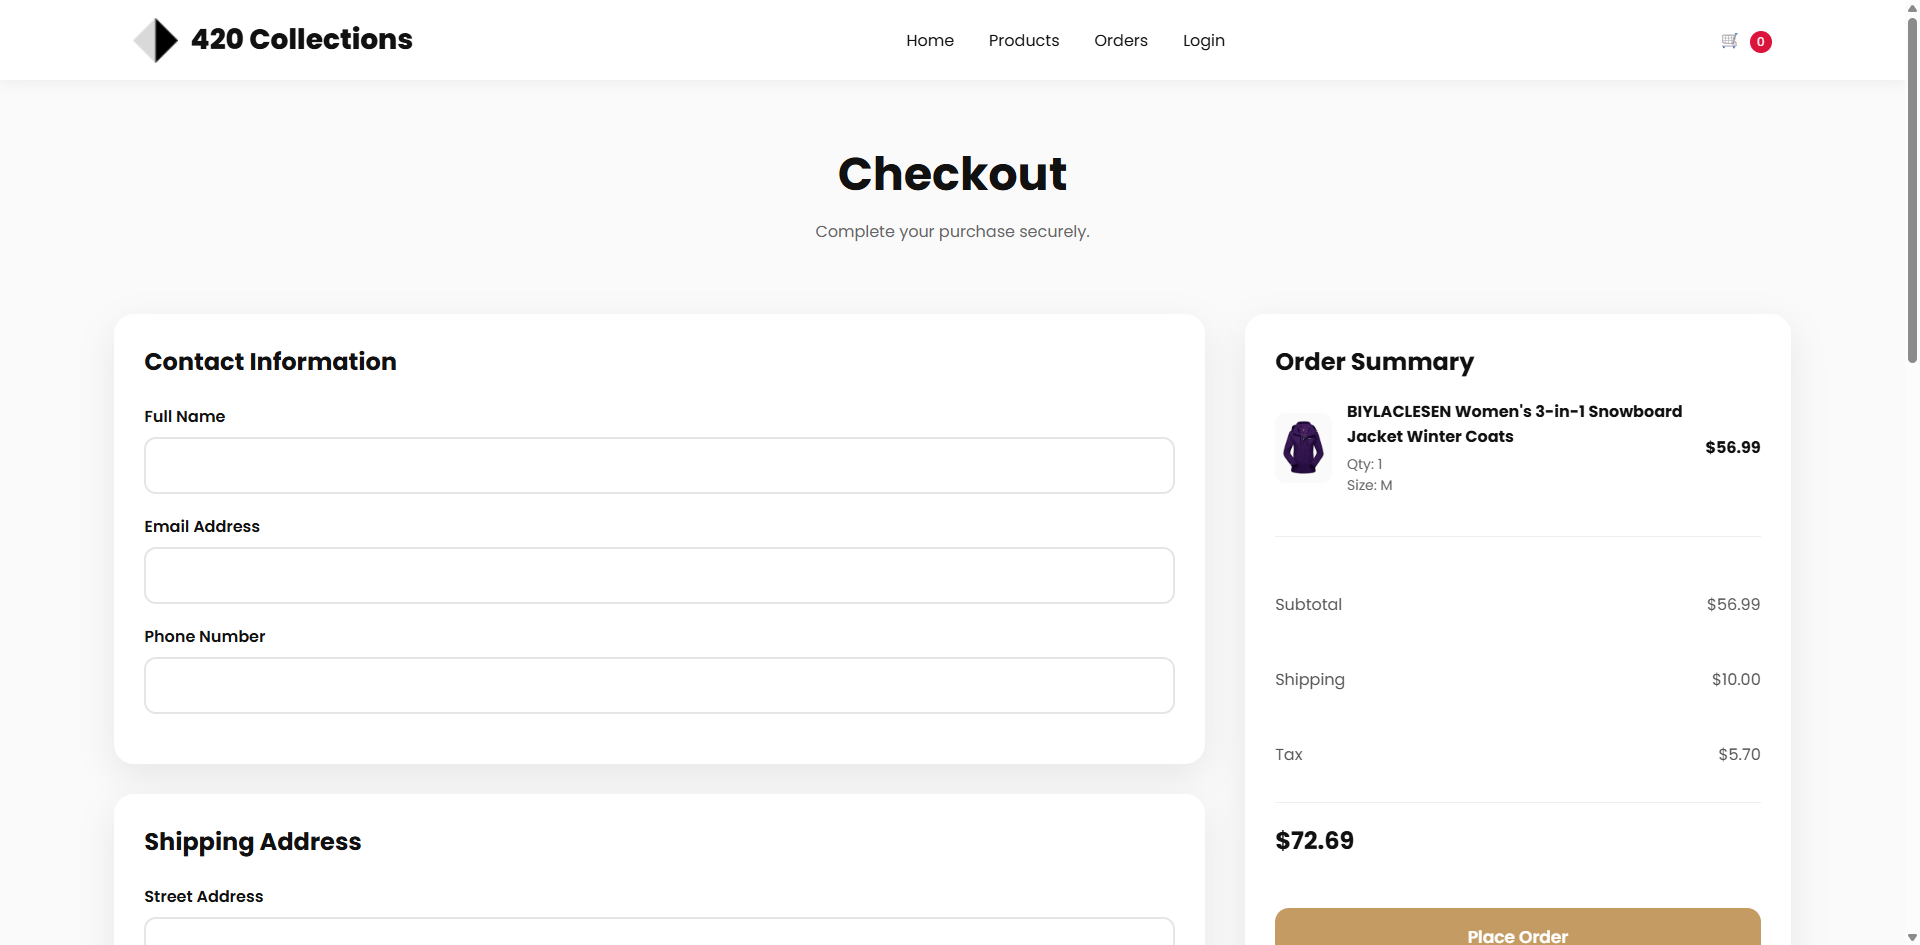 420 Collections
Home
Products
Orders
Login
0
Checkout
Complete your purchase securely.
Contact Information
Full Name
Email Address
Phone Number
Shipping Address
Street Address
Order Summary
BIYLACLESEN Women's 3-in-1 Snowboard
Jacket Winter Coats
Qty: 1
Size: M
$56.99
Subtotal
$56.99
Shipping
$10.00
Tax
$5.70
$72.69
Place Order